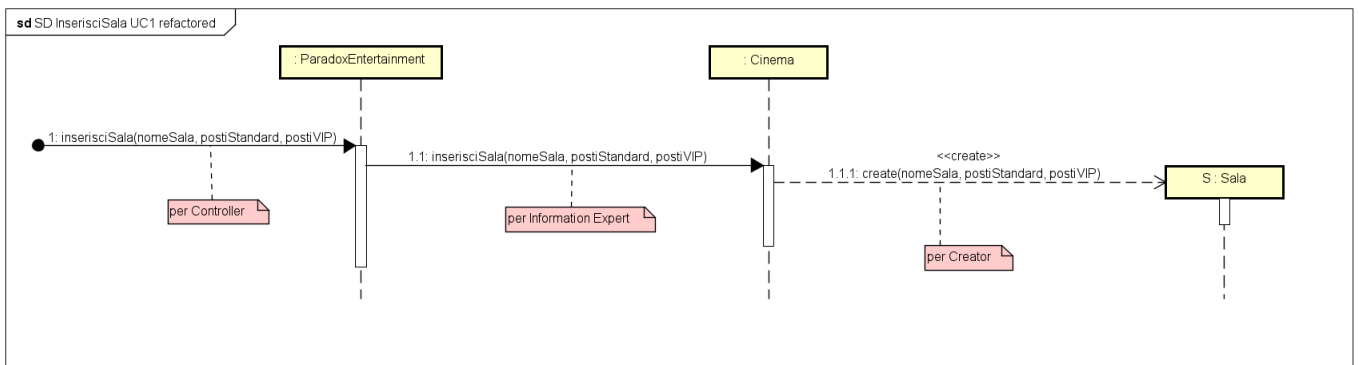 sd SD InserisciSala UC1 refactored
: ParadoxEntertainment
: Cinema
1: inserisciSala(nomeSala, postiStandard, postiVIP)
1.1: inserisciSala(nomeSala, postiStandard, postiVIP)
<<create>>
1.1.1: create(nomeSala, postiStandard, postiVIP)
S : Sala
per Controller
per Information Expert
per Creator